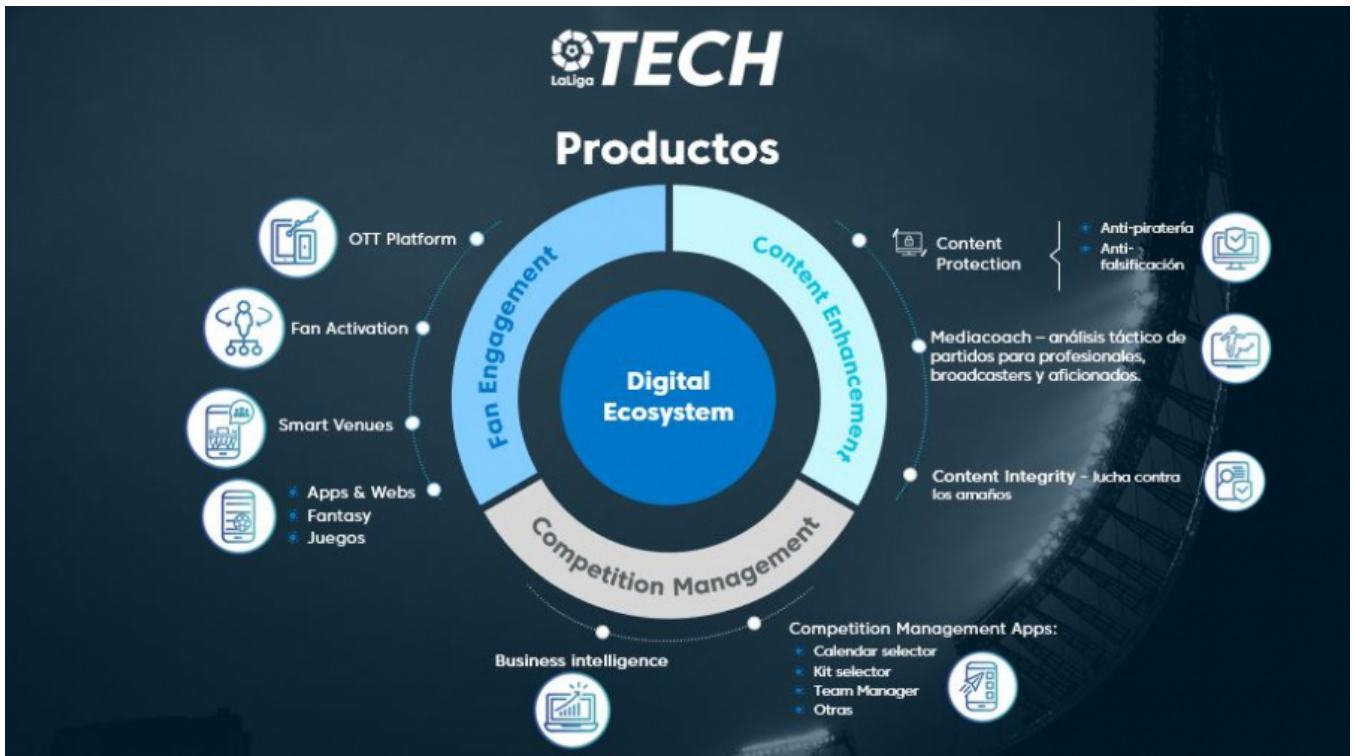 LaLiga TECH
Productos
OTT Platform
Fan Activation
Smart Venues
Apps & Webs
Fantasy
Juegos
Fan Engagement
Content Enhancement
Competition Management
Digital
Ecosystem
Content
Protection
Anti-piratería
Anti-
falsificación
Mediacoach – análisis táctico de
partidos para profesionales,
broadcasters y aficionados.
Content Integrity - lucha contra
los amaños
Business intelligence
Competition Management Apps:
Calendar selector
Kit selector
Team Manager
Otras